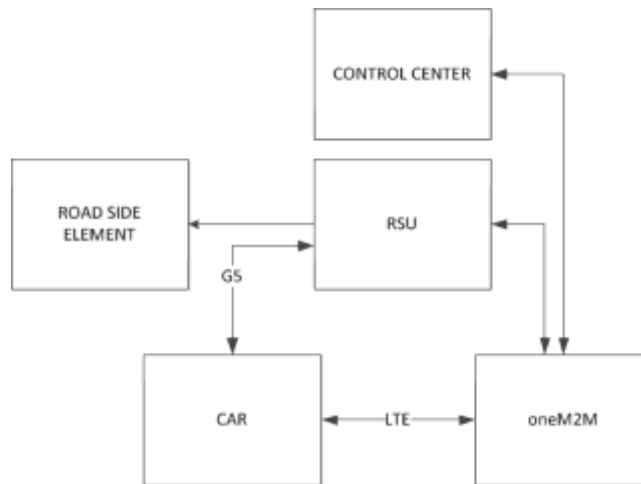 CONTROL CENTER
ROAD SIDE
ELEMENT
RSU
G5
CAR
LTE
oneM2M